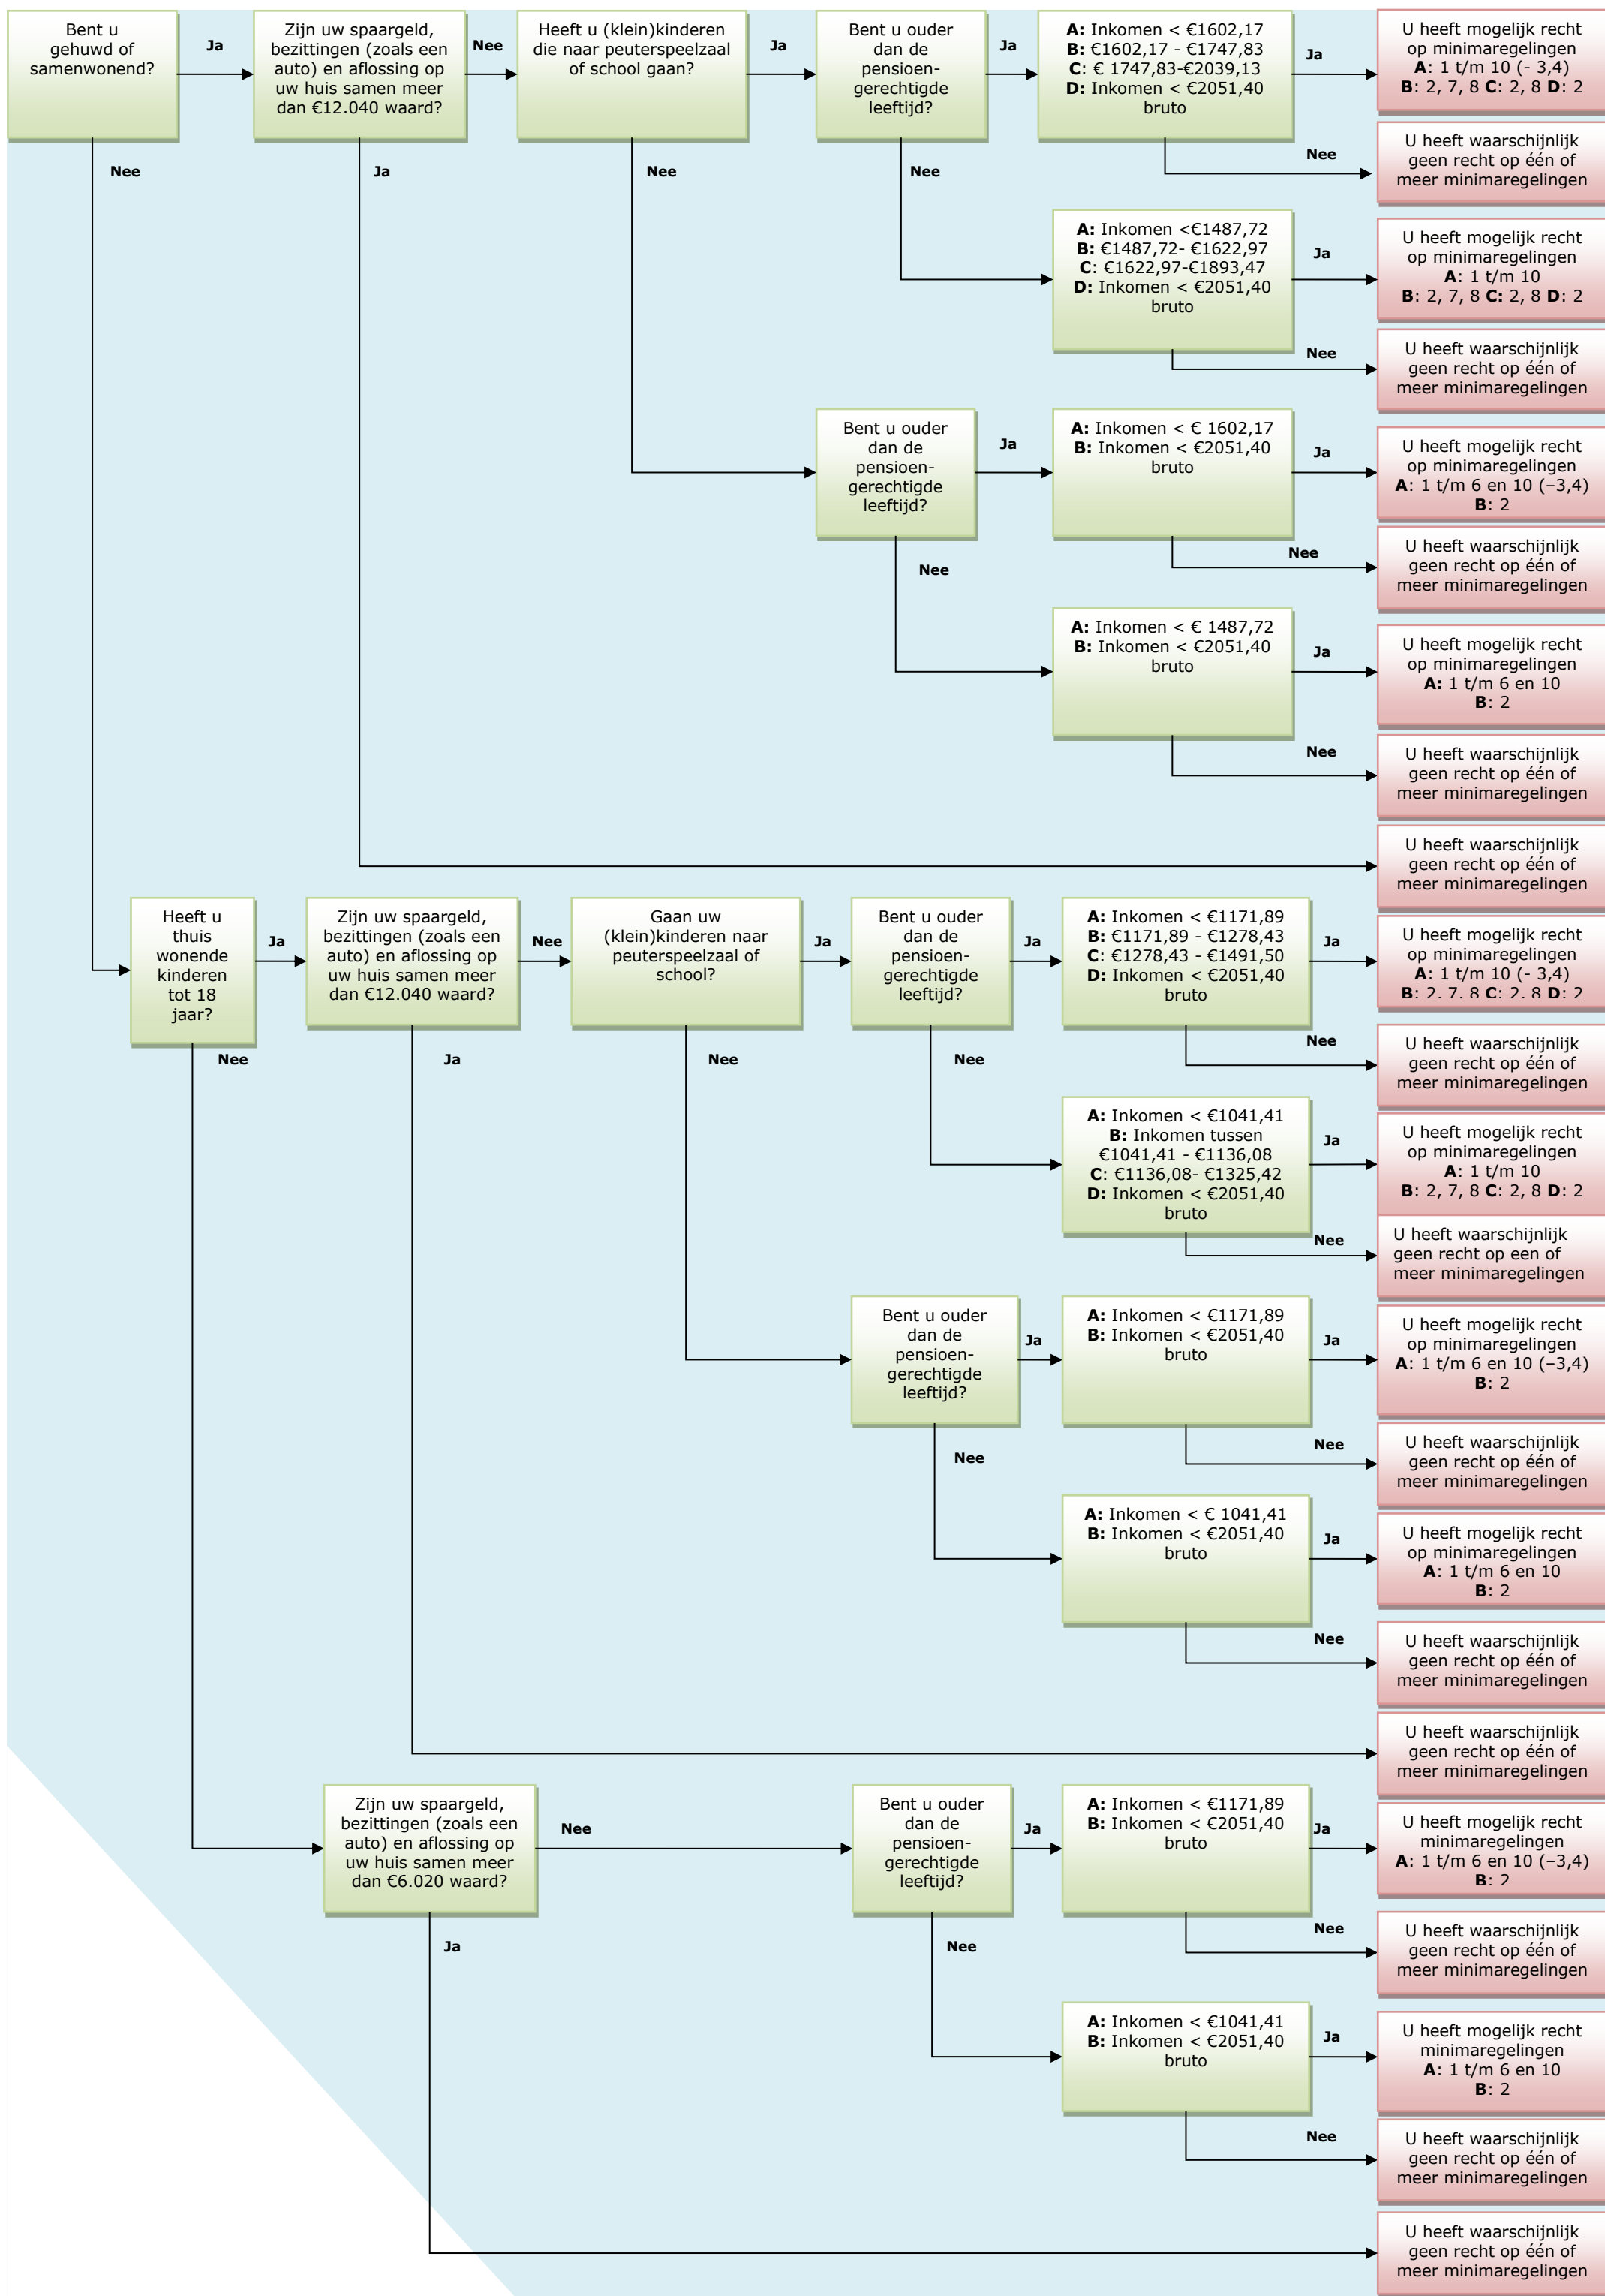 Bent u
gehuwd of
samenwonend?
Ja
Nee
Zijn uw spaargeld,
bezittingen (zoals een
auto) en aflossing op
uw huis samen meer
dan €12.040 waard?
Nee
Ja
Heeft u (klein)kinderen
die naar peuterspeelzaal
of school gaan?
Ja
Nee
Bent u ouder
dan de
pensioen-
gerechtigde
leeftijd?
Ja
Nee
A: Inkomen < €1602,17
B: €1602,17 - €1747,83
C: € 1747,83-€2039,13
D: Inkomen < €2051,40
bruto
Ja
Nee
U heeft mogelijk recht
op minimaregelingen
A: 1 t/m 10 (- 3,4)
B: 2, 7, 8 C: 2, 8 D: 2
U heeft waarschijnlijk
geen recht op één of
meer minimaregelingen
A: Inkomen <€1487,72
B: €1487,72- €1622,97
C: €1622,97-€1893,47
D: Inkomen < €2051,40
bruto
Ja
Nee
U heeft mogelijk recht
op minimaregelingen
A: 1 t/m 10
B: 2, 7, 8 C: 2, 8 D: 2
U heeft waarschijnlijk
geen recht op één of
meer minimaregelingen
Bent u ouder
dan de
pensioen-
gerechtigde
leeftijd?
Ja
Nee
A: Inkomen < € 1602,17
B: Inkomen < €2051,40
bruto
Ja
Nee
U heeft mogelijk recht
op minimaregelingen
A: 1 t/m 6 en 10 (–3,4)
B: 2
U heeft waarschijnlijk
geen recht op één of
meer minimaregelingen
A: Inkomen < € 1487,72
B: Inkomen < €2051,40
bruto
Ja
Nee
U heeft mogelijk recht
op minimaregelingen
A: 1 t/m 6 en 10
B: 2
U heeft waarschijnlijk
geen recht op één of
meer minimaregelingen
U heeft waarschijnlijk
geen recht op één of
meer minimaregelingen
Heeft u
thuis
wonende
kinderen
tot 18
jaar?
Ja
Nee
Zijn uw spaargeld,
bezittingen (zoals een
auto) en aflossing op
uw huis samen meer
dan €12.040 waard?
Nee
Ja
Gaan uw
(klein)kinderen naar
peuterspeelzaal of
school?
Ja
Nee
Bent u ouder
dan de
pensioen-
gerechtigde
leeftijd?
Ja
Nee
A: Inkomen < €1171,89
B: €1171,89 - €1278,43
C: €1278,43 - €1491,50
D: Inkomen < €2051,40
bruto
Ja
Nee
U heeft mogelijk recht
op minimaregelingen
A: 1 t/m 10 (- 3,4)
B: 2, 7, 8 C: 2, 8 D: 2
U heeft waarschijnlijk
geen recht op één of
meer minimaregelingen
A: Inkomen < €1041,41
B: Inkomen tussen
€1041,41 - €1136,08
C: €1136,08- €1325,42
D: Inkomen < €2051,40
bruto
Ja
Nee
U heeft mogelijk recht
op minimaregelingen
A: 1 t/m 10
B: 2, 7, 8 C: 2, 8 D: 2
U heeft waarschijnlijk
geen recht op een of
meer minimaregelingen
Bent u ouder
dan de
pensioen-
gerechtigde
leeftijd?
Ja
Nee
A: Inkomen < €1171,89
B: Inkomen < €2051,40
bruto
Ja
Nee
U heeft mogelijk recht
op minimaregelingen
A: 1 t/m 6 en 10 (–3,4)
B: 2
U heeft waarschijnlijk
geen recht op één of
meer minimaregelingen
A: Inkomen < € 1041,41
B: Inkomen < €2051,40
bruto
Ja
Nee
U heeft mogelijk recht
op minimaregelingen
A: 1 t/m 6 en 10
B: 2
U heeft waarschijnlijk
geen recht op één of
meer minimaregelingen
U heeft waarschijnlijk
geen recht op één of
meer minimaregelingen
Zijn uw spaargeld,
bezittingen (zoals een
auto) en aflossing op
uw huis samen meer
dan €6.020 waard?
Nee
Ja
Bent u ouder
dan de
pensioen-
gerechtigde
leeftijd?
Ja
Nee
A: Inkomen < €1171,89
B: Inkomen < €2051,40
bruto
Ja
Nee
U heeft mogelijk recht
minimaregelingen
A: 1 t/m 6 en 10 (–3,4)
B: 2
U heeft waarschijnlijk
geen recht op één of
meer minimaregelingen
A: Inkomen < €1041,41
B: Inkomen < €2051,40
bruto
Ja
Nee
U heeft mogelijk recht
minimaregelingen
A: 1 t/m 6 en 10
B: 2
U heeft waarschijnlijk
geen recht op één of
meer minimaregelingen
U heeft waarschijnlijk
geen recht op één of
meer minimaregelingen